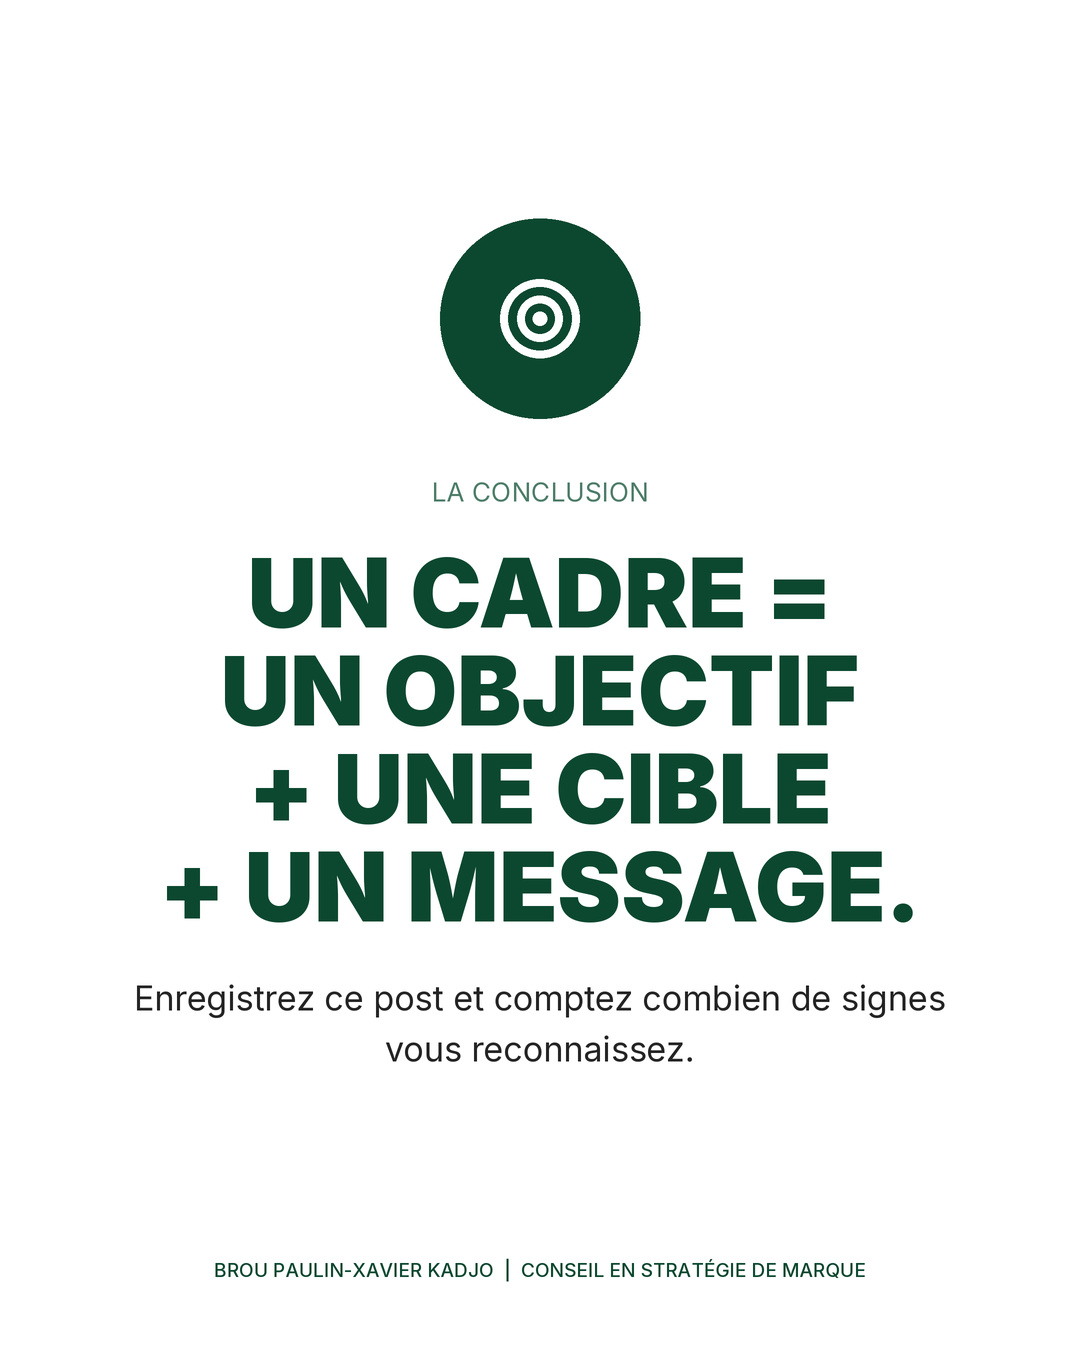 LA CONCLUSION
UN CADRE =
UN OBJECTIF
+ UNE CIBLE
+ UN MESSAGE.
Enregistrez ce post et comptez combien de signes
vous reconnaissez.
BROU PAULIN-XAVIER KADJO | CONSEIL EN STRATÉGIE DE MARQUE